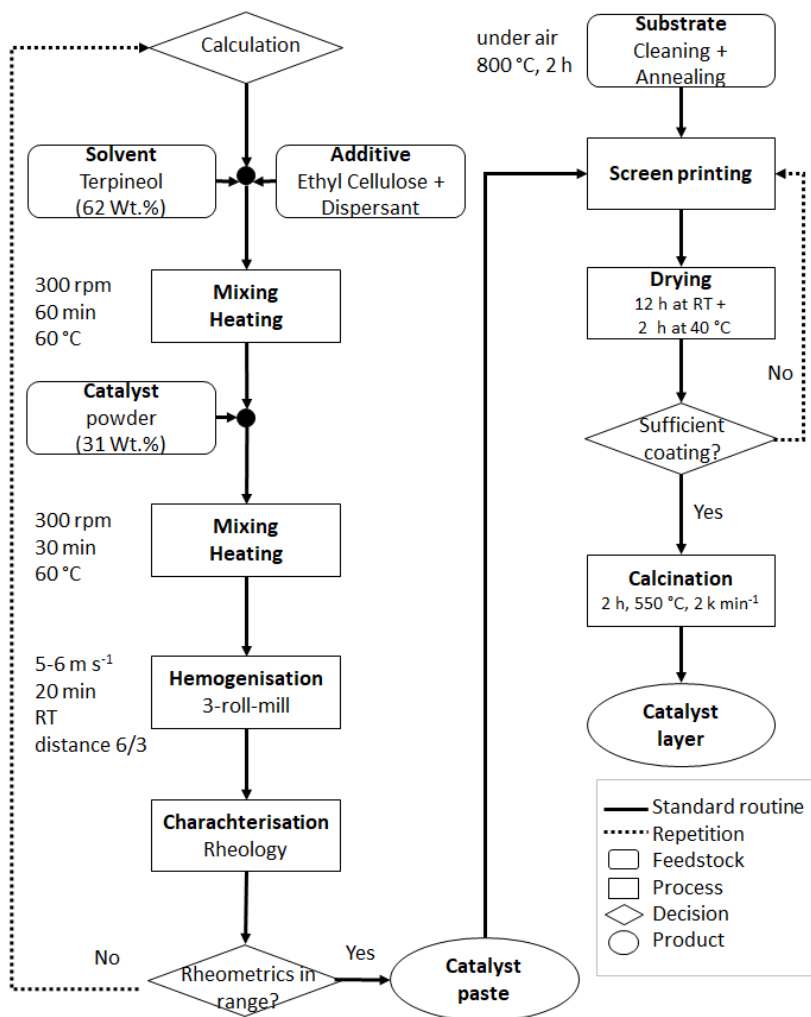 Calculation
Solvent
Terpineol
(62 Wt.%)
Additive
Ethyl Cellulose +
Dispersant
300 rpm
60 min
60 °C
Mixing
Heating
Catalyst
powder
(31 Wt.%)
300 rpm
30 min
60 °C
Mixing
Heating
5-6 m s⁻¹
20 min
RT
distance 6/3
Hemogenisation
3-roll-mill
Charachterisation
Rheology
No
Rheometrics in
range?
Yes
Catalyst
paste
under air
800 °C, 2 h
Substrate
Cleaning +
Annealing
Screen printing
Drying
12 h at RT +
2 h at 40 °C
No
Sufficient
coating?
Yes
Calcination
2 h, 550 °C, 2 k min⁻¹
Catalyst
layer
Standard routine
Repetition
Feedstock
Process
Decision
Product